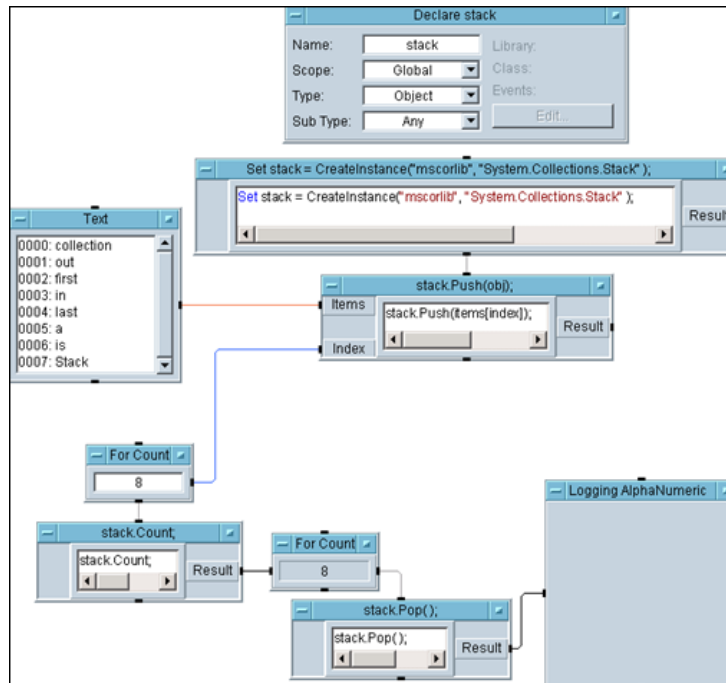 Declare stack
Name: stack Library:
Scope: Global Class:
Type: Object Events:
Sub Type: Any Edit...
Set stack = CreateInstance("mscorlib", "System.Collections.Stack" );
Set stack = CreateInstance("mscorlib", "System.Collections.Stack" );
Result
Text
0000: collection
0001: out
0002: first
0003: in
0004: last
0005: a
0006: is
0007: Stack
stack.Push(obj);
Items
stack.Push(items[index]);
Result
Index
For Count
8
stack.Count;
stack.Count;
Result
For Count
8
stack.Pop( );
stack.Pop( );
Result
Logging AlphaNumeric